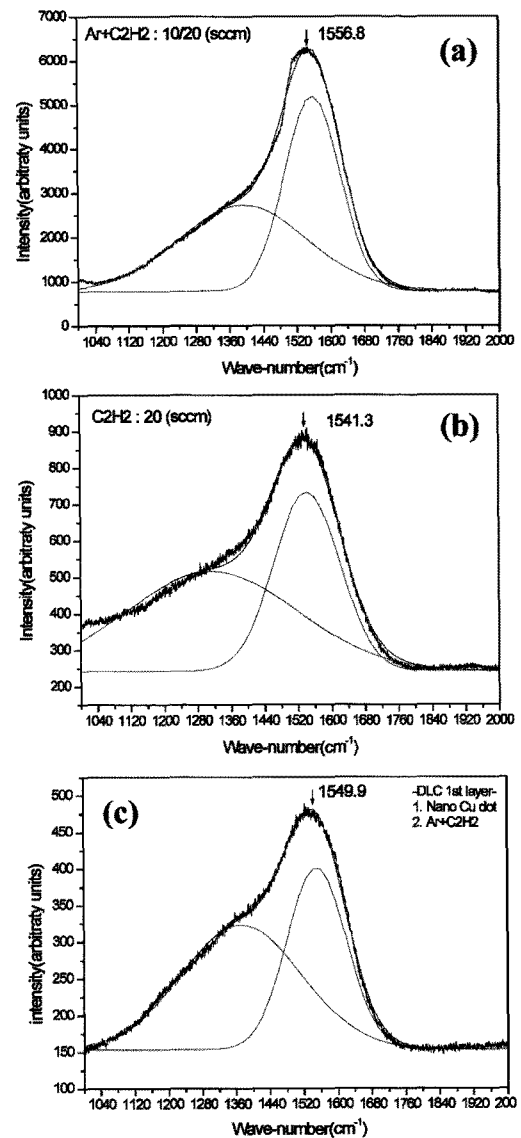 7000
6000
5000
4000
3000
2000
1000
0
Intensity(arbitraty units)
Ar+C2H2 : 10/20 (sccm)
1556.8
(a)
1040 1120 1200 1280 1360 1440 1520 1600 1680 1760 1840 1920 2000
Wave-number(cm-1)
1000
900
800
700
600
500
400
300
200
Intensity(arbitraty units)
C2H2 : 20 (sccm)
1541.3
(b)
1040 1120 1200 1280 1360 1440 1520 1600 1680 1760 1840 1920 2000
Wave-number(cm-1)
500
450
400
350
300
250
200
150
100
intensity(arbitraty units)
(c)
1549.9
-DLC 1st layer-
1. Nano Cu dot
2. Ar+C2H2
1040 1120 1200 1280 1360 1440 1520 1600 1680 1760 1840 1920 200
Wave-number(cm-1)